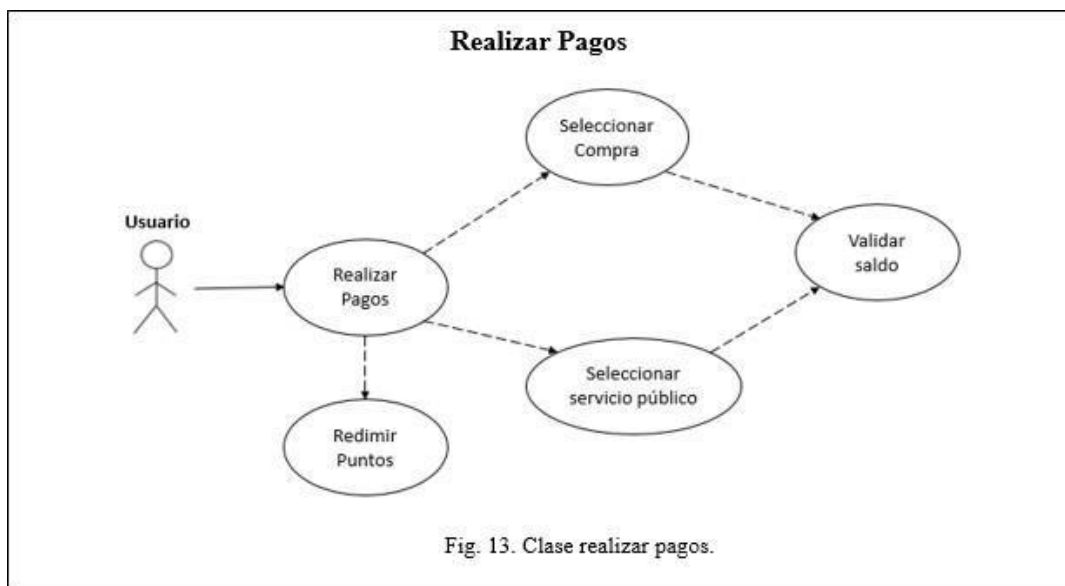 Realizar Pagos
Seleccionar
Compra
Usuario
Validar
saldo
Realizar
Pagos
Seleccionar
servicio público
Redimir
Puntos
Fig. 13. Clase realizar pagos.